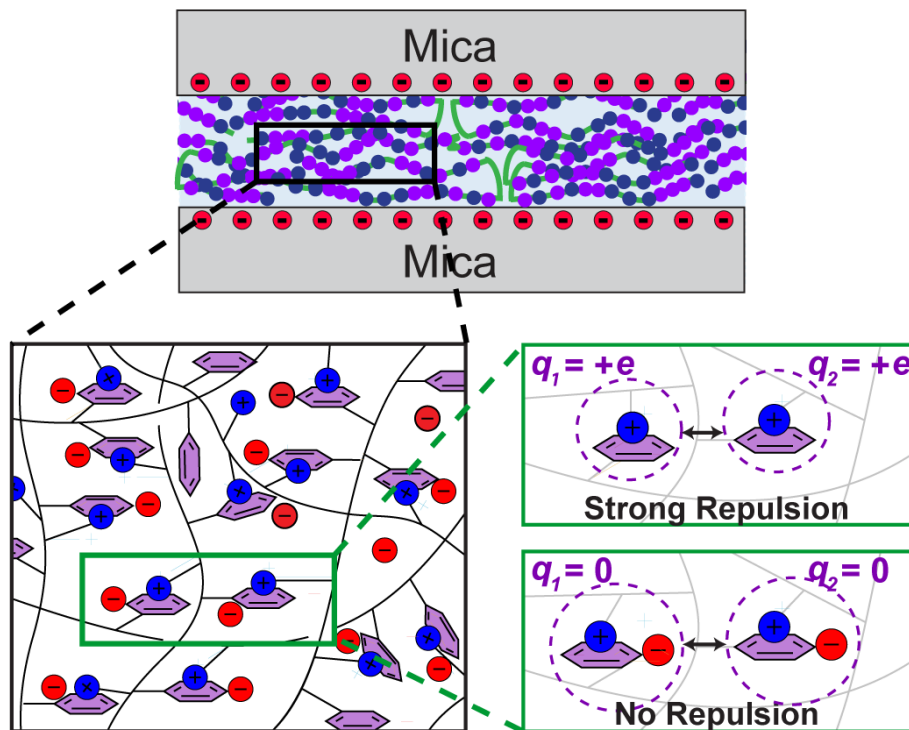 Mica
Mica
q1 = +e q2 = +e
Strong Repulsion
q1 = 0 q2 = 0
No Repulsion